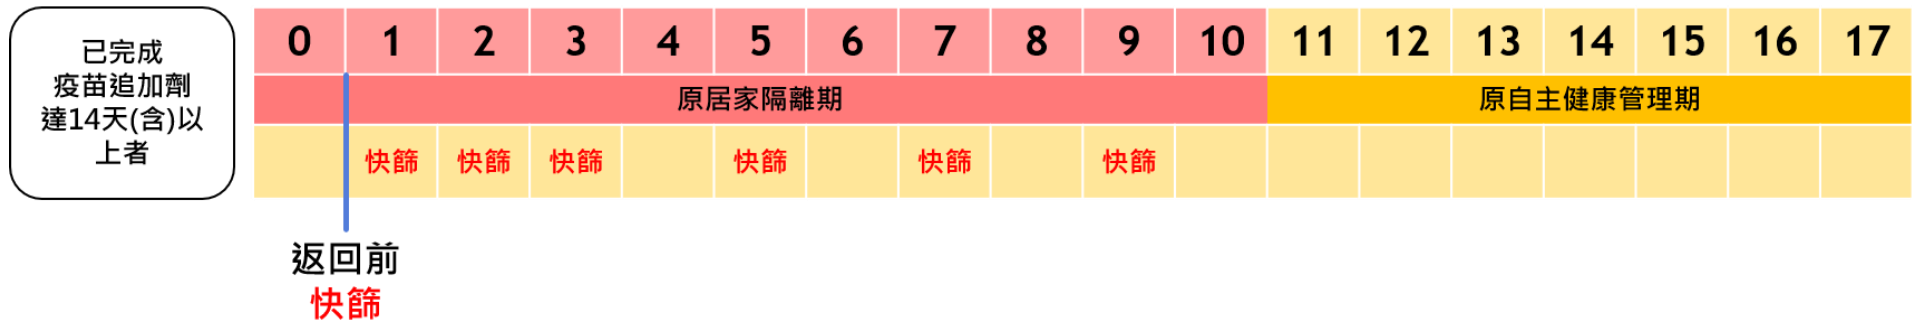 已完成
疫苗追加劑
達14天(含)以
上者
0 1 2 3 4 5 6 7 8 9 10 11 12 13 14 15 16 17
原居家隔離期 原自主健康管理期
快篩 快篩 快篩 快篩 快篩 快篩
返回前
快篩